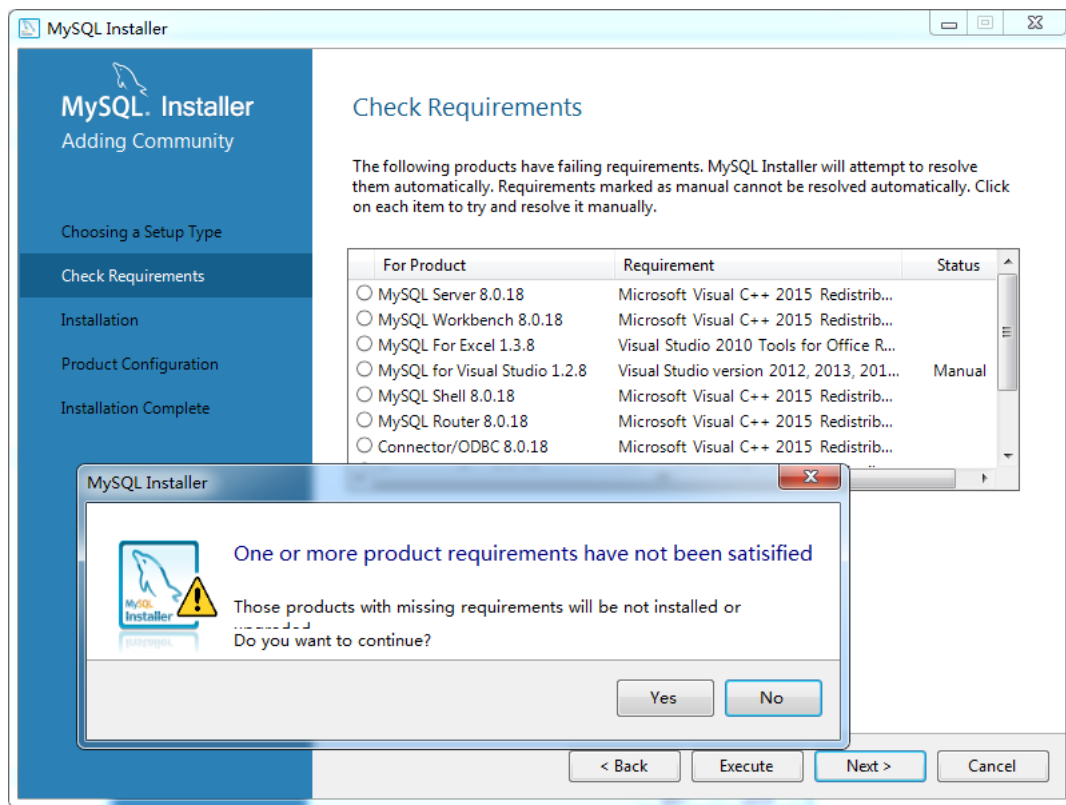 MySQL Installer
MySQL. Installer
Adding Community
Choosing a Setup Type
Check Requirements
Installation
Product Configuration
Installation Complete
Check Requirements
The following products have failing requirements. MySQL Installer will attempt to resolve
them automatically. Requirements marked as manual cannot be resolved automatically. Click
on each item to try and resolve it manually.
For Product Requirement Status
MySQL Server 8.0.18 Microsoft Visual C++ 2015 Redistrib...
MySQL Workbench 8.0.18 Microsoft Visual C++ 2015 Redistrib...
MySQL For Excel 1.3.8 Visual Studio 2010 Tools for Office R...
MySQL for Visual Studio 1.2.8 Visual Studio version 2012, 2013, 201... Manual
MySQL Shell 8.0.18 Microsoft Visual C++ 2015 Redistrib...
MySQL Router 8.0.18 Microsoft Visual C++ 2015 Redistrib...
Connector/ODBC 8.0.18 Microsoft Visual C++ 2015 Redistrib...
MySQL Installer
One or more product requirements have not been satisified
MySQL
Installer
Those products with missing requirements will be not installed or
Do you want to continue?
Yes No
< Back Execute Next > Cancel